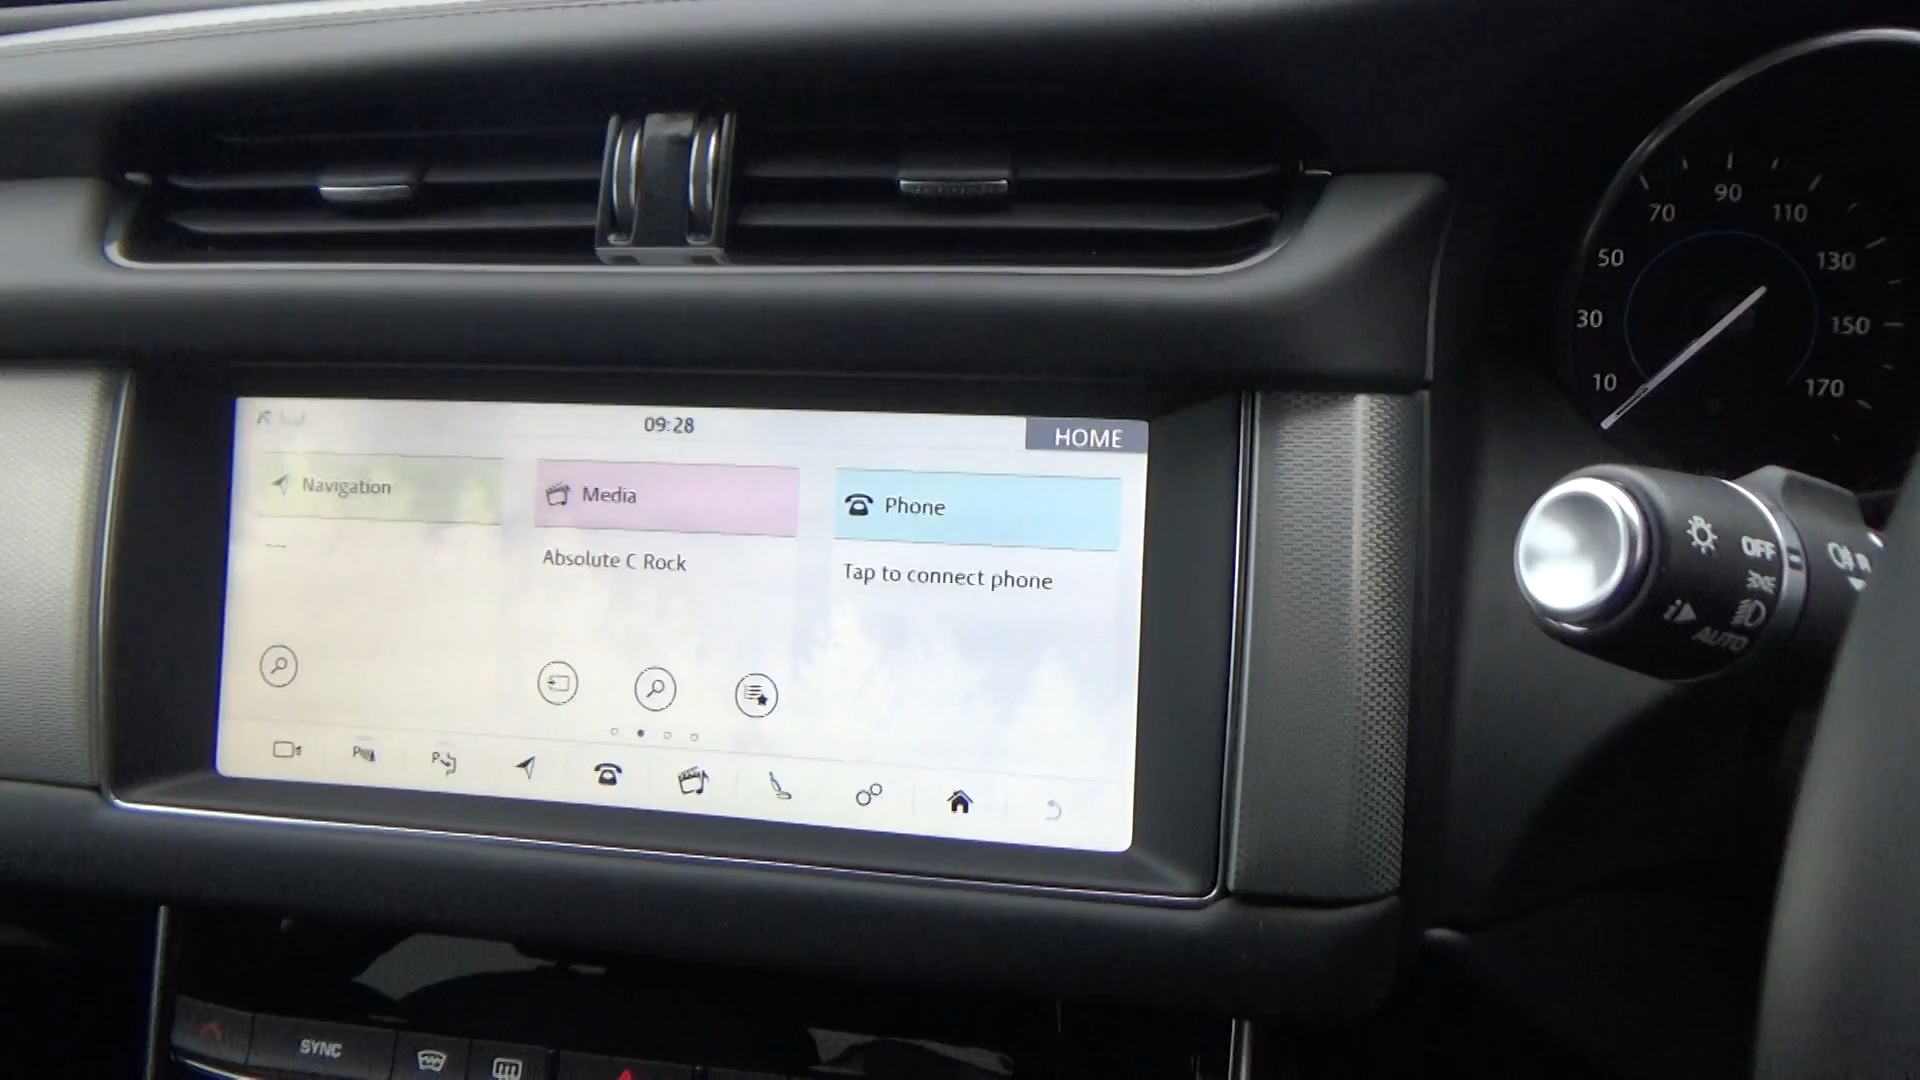 09:28
HOME
Navigation
Media
Phone
Absolute C Rock
Tap to connect phone
P
P
SYNC
10
30
50
70
90
110
130
150
170
OFF
AUTO